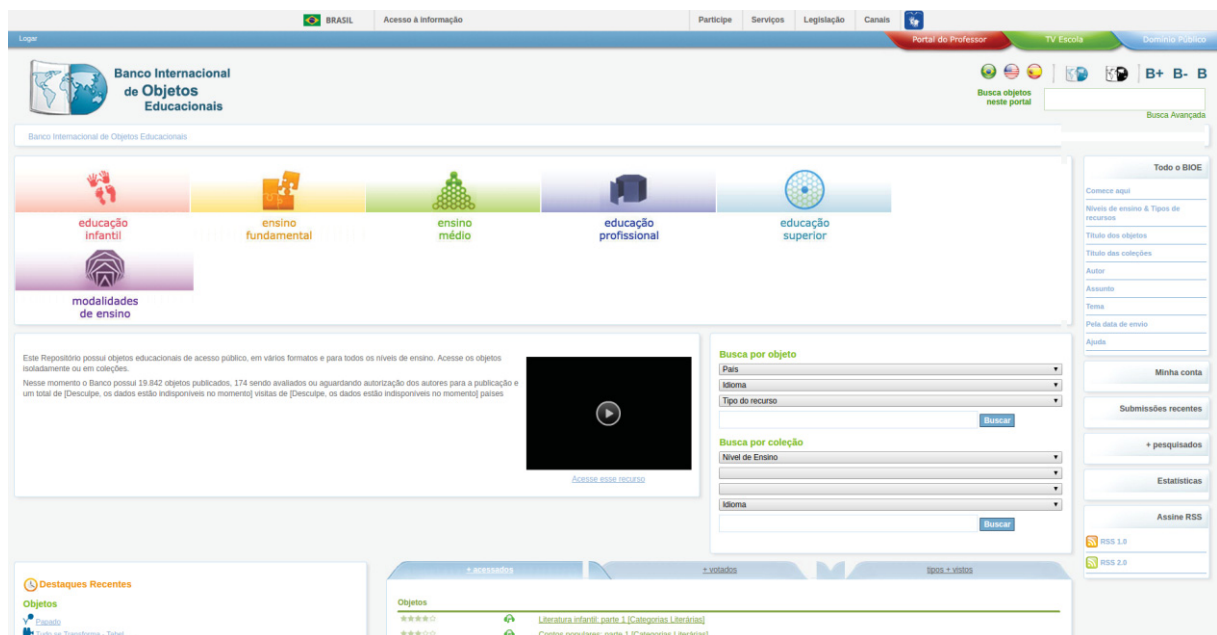 BRASIL
Acesso à informação
Participe
Serviços
Legislação
Canais
Logar
Portal do Professor
TV Escola
Domínio Público
Banco Internacional
de Objetos
Educacionais
B+ B- B
Busca objetos
neste portal
Busca Avançada
Banco Internacional de Objetos Educacionais
educação
infantil
ensino
fundamental
ensino
médio
educação
profissional
educação
superior
modalidades
de ensino
Todo o BIOE
Comece aqui
Níveis de ensino & Tipos de
recursos
Título dos objetos
Título das coleções
Autor
Assunto
Tema
Pela data de envio
Ajuda
Minha conta
Submissões recentes
+ pesquisados
Estatísticas
Assine RSS
RSS 1.0
RSS 2.0
Este Repositório possui objetos educacionais de acesso público, em vários formatos e para todos os níveis de ensino. Acesse os objetos
isoladamente ou em coleções.
Nesse momento o Banco possui 19.842 objetos publicados, 174 sendo avaliados ou aguardando autorização dos autores para a publicação e
um total de [Desculpe, os dados estão indisponíveis no momento] visitas de [Desculpe, os dados estão indisponíveis no momento] países
Acesse esse recurso
Busca por objeto
País
Idioma
Tipo do recurso
Buscar
Busca por coleção
Nível de Ensino
Idioma
Buscar
Destaques Recentes
Objetos
Papado
Tudo se Transforma - Tabel
+ acessados
+ votados
tipos + vistos
Objetos
Literatura infantil: parte 1 [Categorias Literárias]
Contos populares: parte 1 [Categorias Literárias]